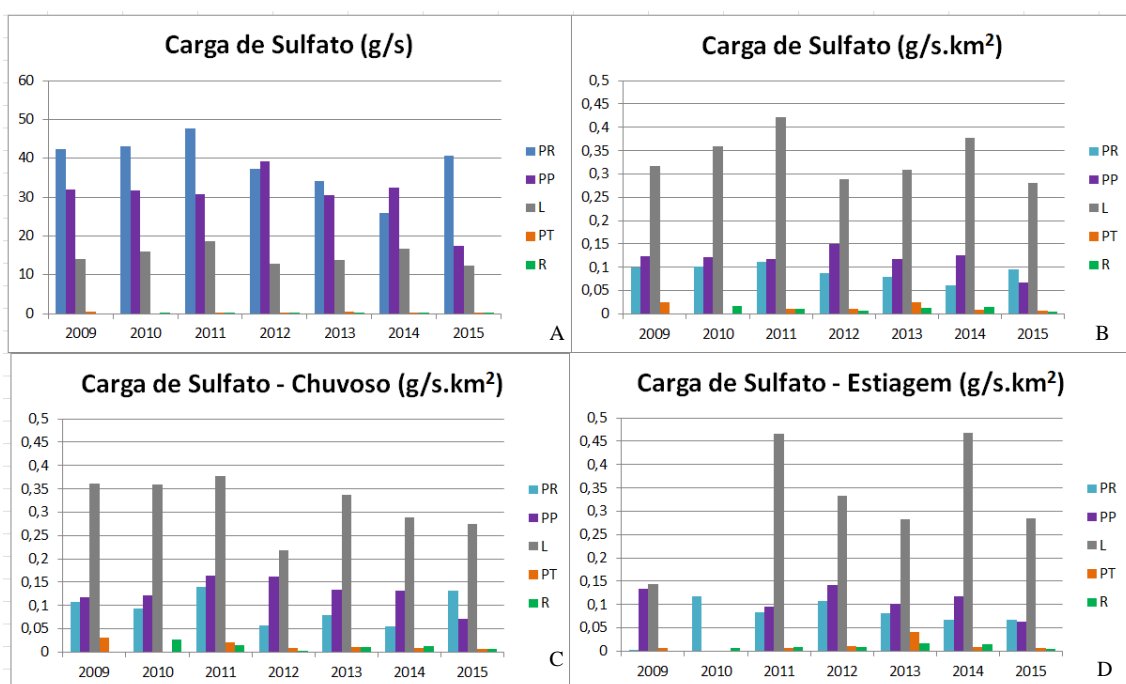 Carga de Sulfato (g/s)
60
50
40
30
20
10
0
2009 2010 2011 2012 2013 2014 2015
PR
PP
L
PT
R
A
Carga de Sulfato (g/s.km²)
0,5
0,45
0,4
0,35
0,3
0,25
0,2
0,15
0,1
0,05
0
2009 2010 2011 2012 2013 2014 2015
PR
PP
L
PT
R
B
Carga de Sulfato - Chuvoso (g/s.km²)
0,5
0,45
0,4
0,35
0,3
0,25
0,2
0,15
0,1
0,05
0
2009 2010 2011 2012 2013 2014 2015
PR
PP
L
PT
R
C
Carga de Sulfato - Estiagem (g/s.km²)
0,5
0,45
0,4
0,35
0,3
0,25
0,2
0,15
0,1
0,05
0
2009 2010 2011 2012 2013 2014 2015
PR
PP
L
PT
R
D